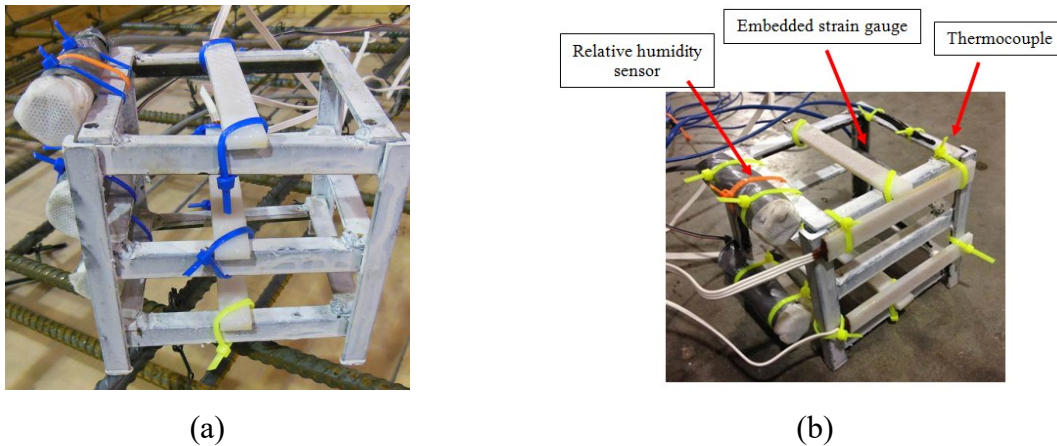 (a)
Relative humidity
sensor
Embedded strain gauge
Thermocouple
(b)